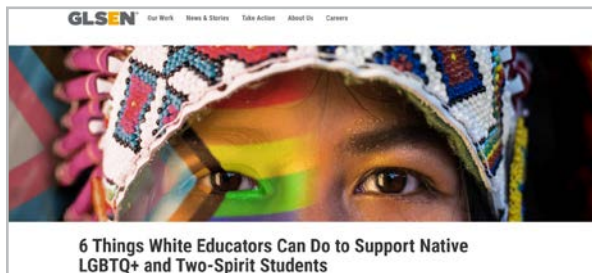 GLSEN
Our Work News & Stories Take Action About Us Careers
6 Things White Educators Can Do to Support Native
LGBTQ+ and Two-Spirit Students